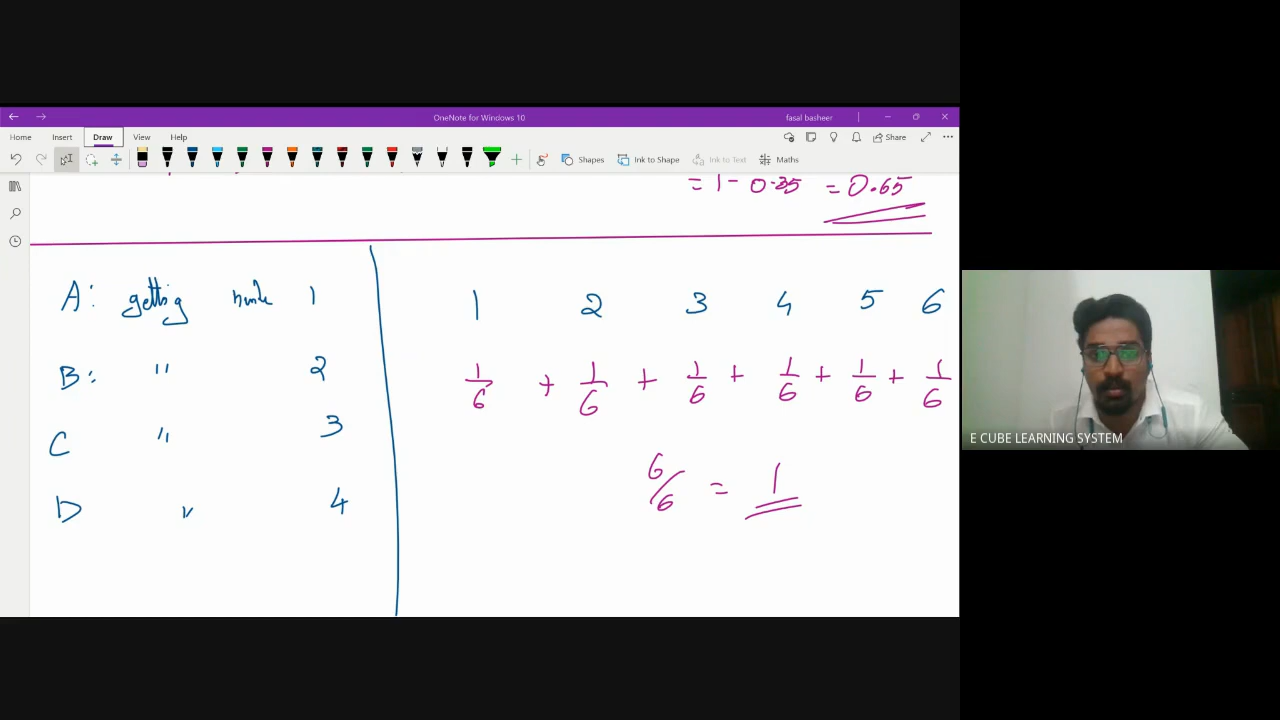 OneNote for Windows 10
fasal basheer
Home Insert Draw View Help
Share
Shapes Ink to Shape Ink to Text Maths
= 1 - 0.35 = 0.65
A: getting 1
B: " 2
C " 3
D " 4
1 2 3 4 5 6
1/6 + 1/6 + 1/6 + 1/6 + 1/6 + 1/6
6/6 = 1
E CUBE LEARNING SYSTEM